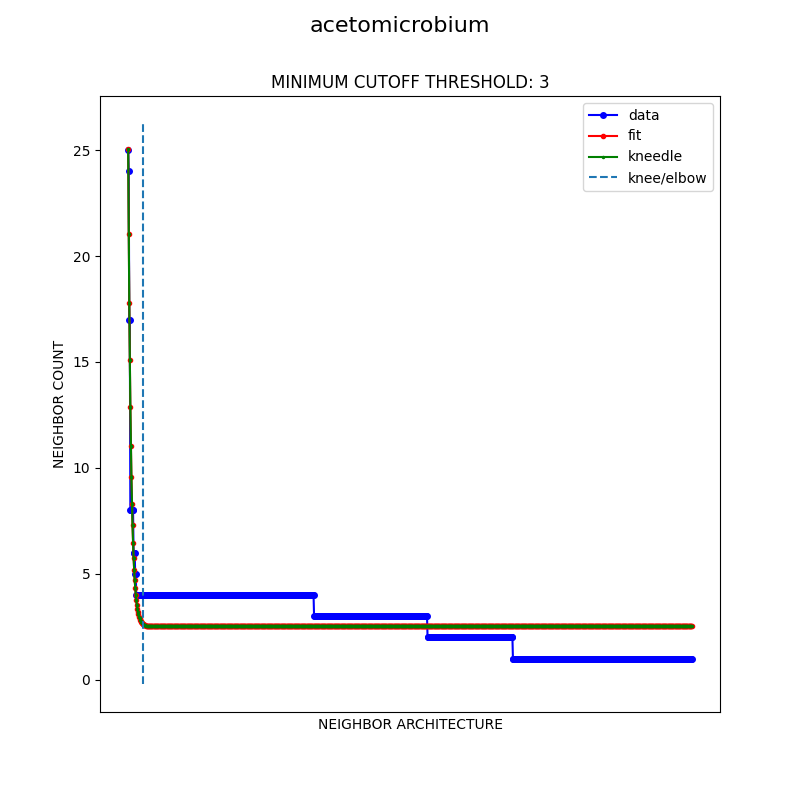 acetomicrobium
MINIMUM CUTOFF THRESHOLD: 3
data
fit
kneedle
knee/elbow
25
20
15
10
5
0
NEIGHBOR COUNT
NEIGHBOR ARCHITECTURE